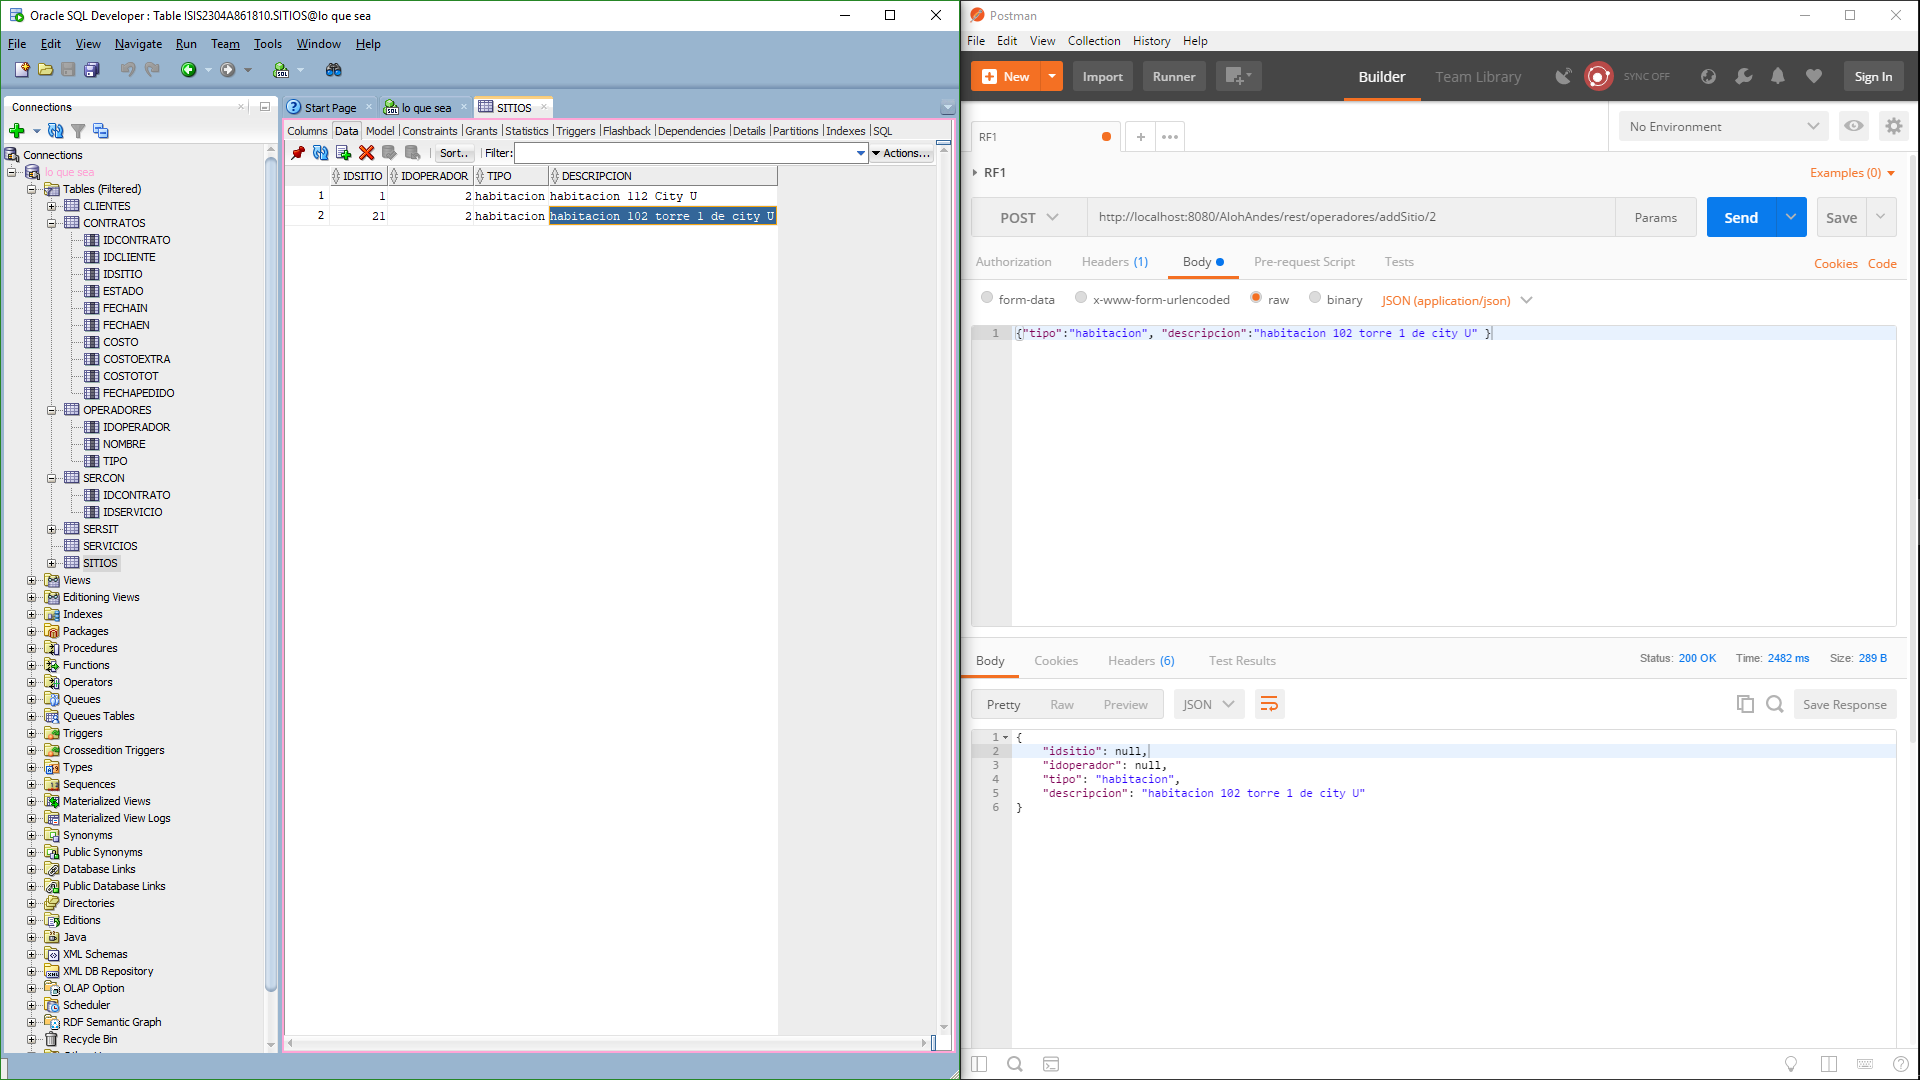 Oracle SQL Developer : Table ISIS2304A861810.SITIOS@lo que sea
File Edit View Navigate Run Team Tools Window Help
Connections
Connections
lo que sea
Tables (Filtered)
CLIENTES
CONTRATOS
IDCONTRATO
IDCLIENTE
IDSITIO
ESTADO
FECHAIN
FECHAEN
COSTO
COSTOEXTRA
COSTOTOT
FECHAPEDIDO
OPERADORES
IDOPERADOR
NOMBRE
TIPO
SERCON
IDCONTRATO
IDSERVICIO
SERSIT
SERVICIOS
SITIOS
Views
Editioning Views
Indexes
Packages
Procedures
Functions
Operators
Queues
Queues Tables
Triggers
Crossedition Triggers
Types
Sequences
Materialized Views
Materialized View Logs
Synonyms
Public Synonyms
Database Links
Public Database Links
Directories
Editions
Java
XML Schemas
XML DB Repository
OLAP Option
Scheduler
RDF Semantic Graph
Recycle Bin
Start Page lo que sea SITIOS
Columns Data Model Constraints Grants Statistics Triggers Flashback Dependencies Details Partitions Indexes SQL
Sort.. Filter: Actions...
IDSITIO IDOPERADOR TIPO DESCRIPCION
1 1 2 habitacion habitacion 112 City U
2 21 2 habitacion habitacion 102 torre 1 de city U
Postman
File Edit View Collection History Help
New Import Runner Builder Team Library SYNC OFF Sign In
RF1 No Environment
RF1 Examples (0)
POST http://localhost:8080/AlohAndes/rest/operadores/addSitio/2 Params Send Save
Authorization Headers (1) Body Pre-request Script Tests Cookies Code
form-data x-www-form-urlencoded raw binary JSON (application/json)
1 {"tipo":"habitacion", "descripcion":"habitacion 102 torre 1 de city U" }
Body Cookies Headers (6) Test Results Status: 200 OK Time: 2482 ms Size: 289 B
Pretty Raw Preview JSON Save Response
1 {
2 "idsitio": null,
3 "idoperador": null,
4 "tipo": "habitacion",
5 "descripcion": "habitacion 102 torre 1 de city U"
6 }